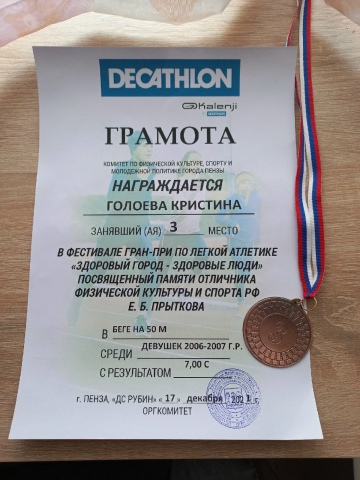 DECATHLON
Kalenji
ГРАМОТА
КОМИТЕТ ПО ФИЗИЧЕСКОЙ КУЛЬТУРЕ, СПОРТУ И
МОЛОДЕЖНОЙ ПОЛИТИКЕ ГОРОДА ПЕНЗЫ
НАГРАЖДАЕТСЯ
ГОЛОЕВА КРИСТИНА
ЗАНЯВШИЙ (АЯ) 3 МЕСТО
В ФЕСТИВАЛЕ ГРАН-ПРИ ПО ЛЕГКОЙ АТЛЕТИКЕ
«ЗДОРОВЫЙ ГОРОД - ЗДОРОВЫЕ ЛЮДИ»
ПОСВЯЩЕННЫЙ ПАМЯТИ ОТЛИЧНИКА
ФИЗИЧЕСКОЙ КУЛЬТУРЫ И СПОРТА РФ
Е. Б. ПРЫТКОВА
В БЕГЕ НА 50 М
СРЕДИ ДЕВУШЕК 2006-2007 Г.Р.
С РЕЗУЛЬТАТОМ 7,00 С
г. ПЕНЗА, «ДС РУБИН» «17» декабря 2021 г.
ОРГКОМИТЕТ